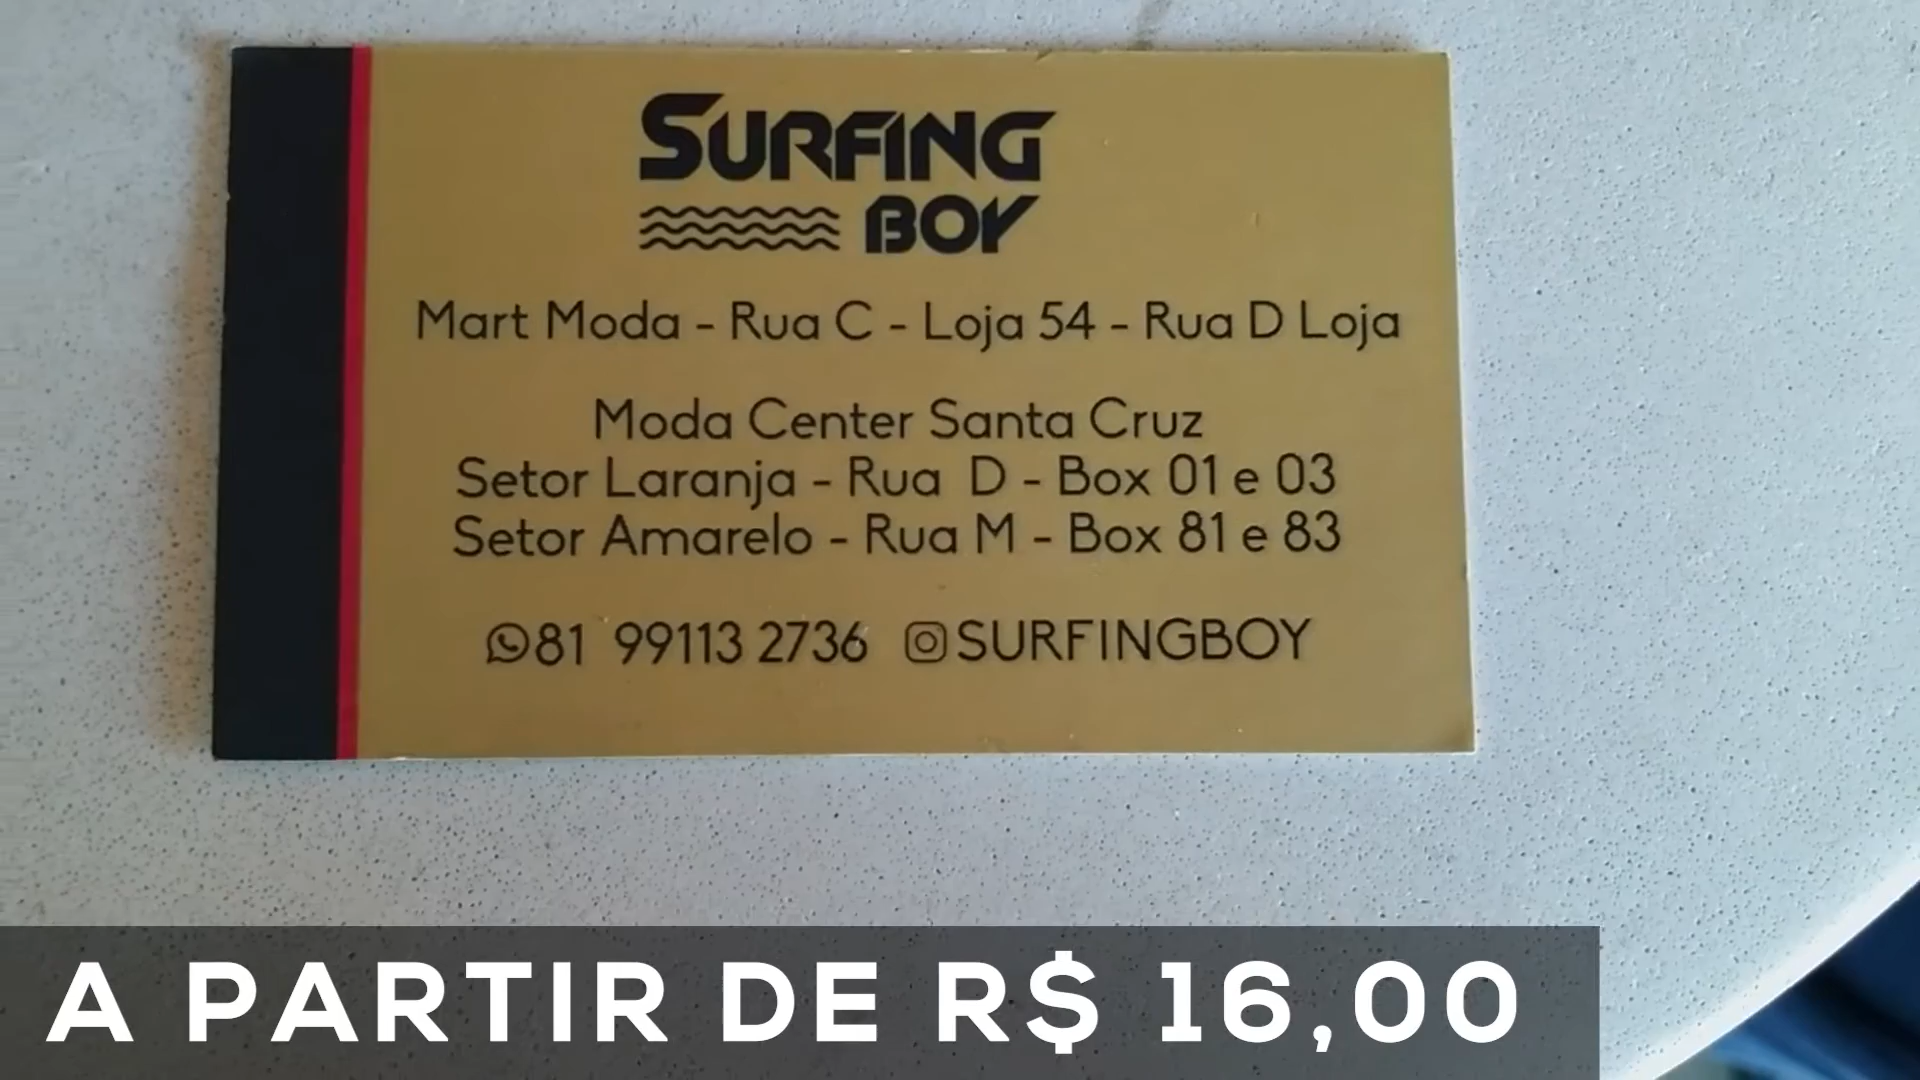 SURFING
BOY
Mart Moda - Rua C - Loja 54 - Rua D Loja
Moda Center Santa Cruz
Setor Laranja - Rua D - Box 01 e 03
Setor Amarelo - Rua M - Box 81 e 83
81 99113 2736 SURFINGBOY
A PARTIR DE R$ 16,00